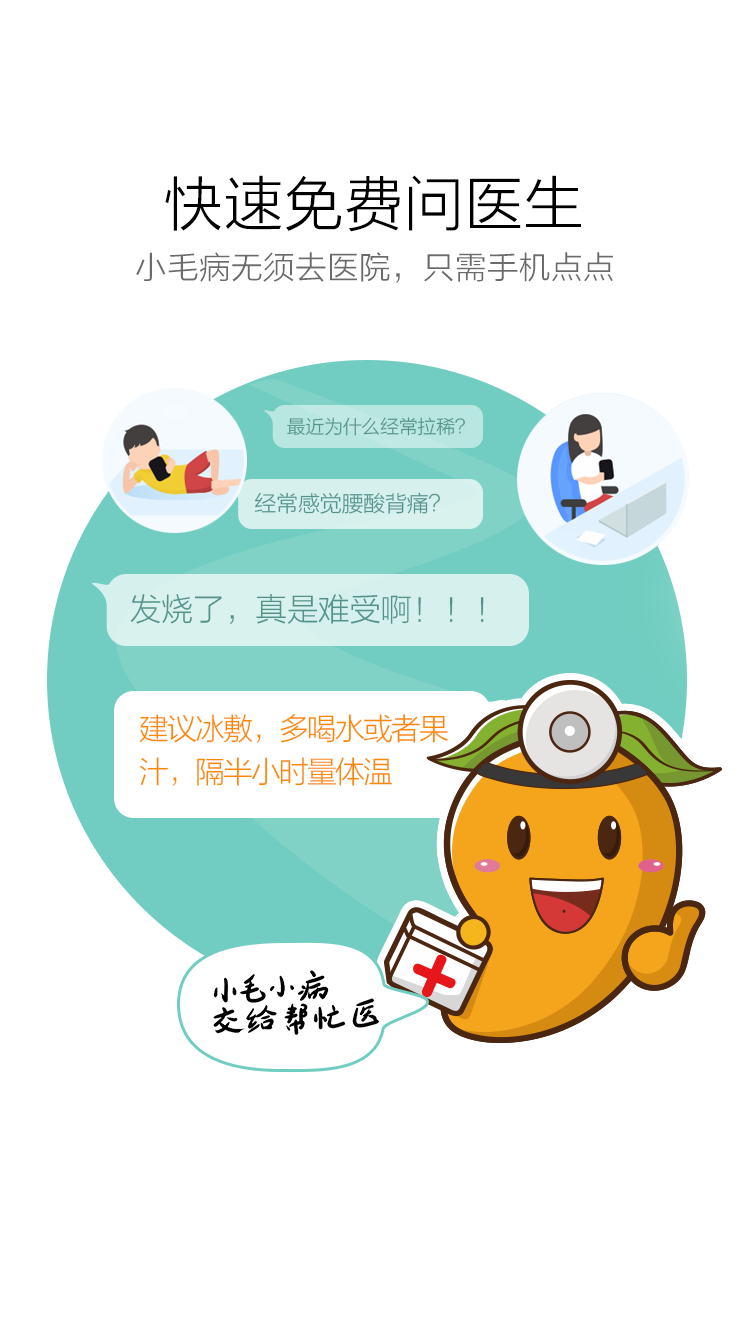 快速免费问医生
小毛病无须去医院，只需手机点点
最近为什么经常拉稀?
经常感觉腰酸背痛?
发烧了，真是难受啊！！！
建议冰敷，多喝水或者果
汁，隔半小时量体温
小毛小病
交给帮忙医